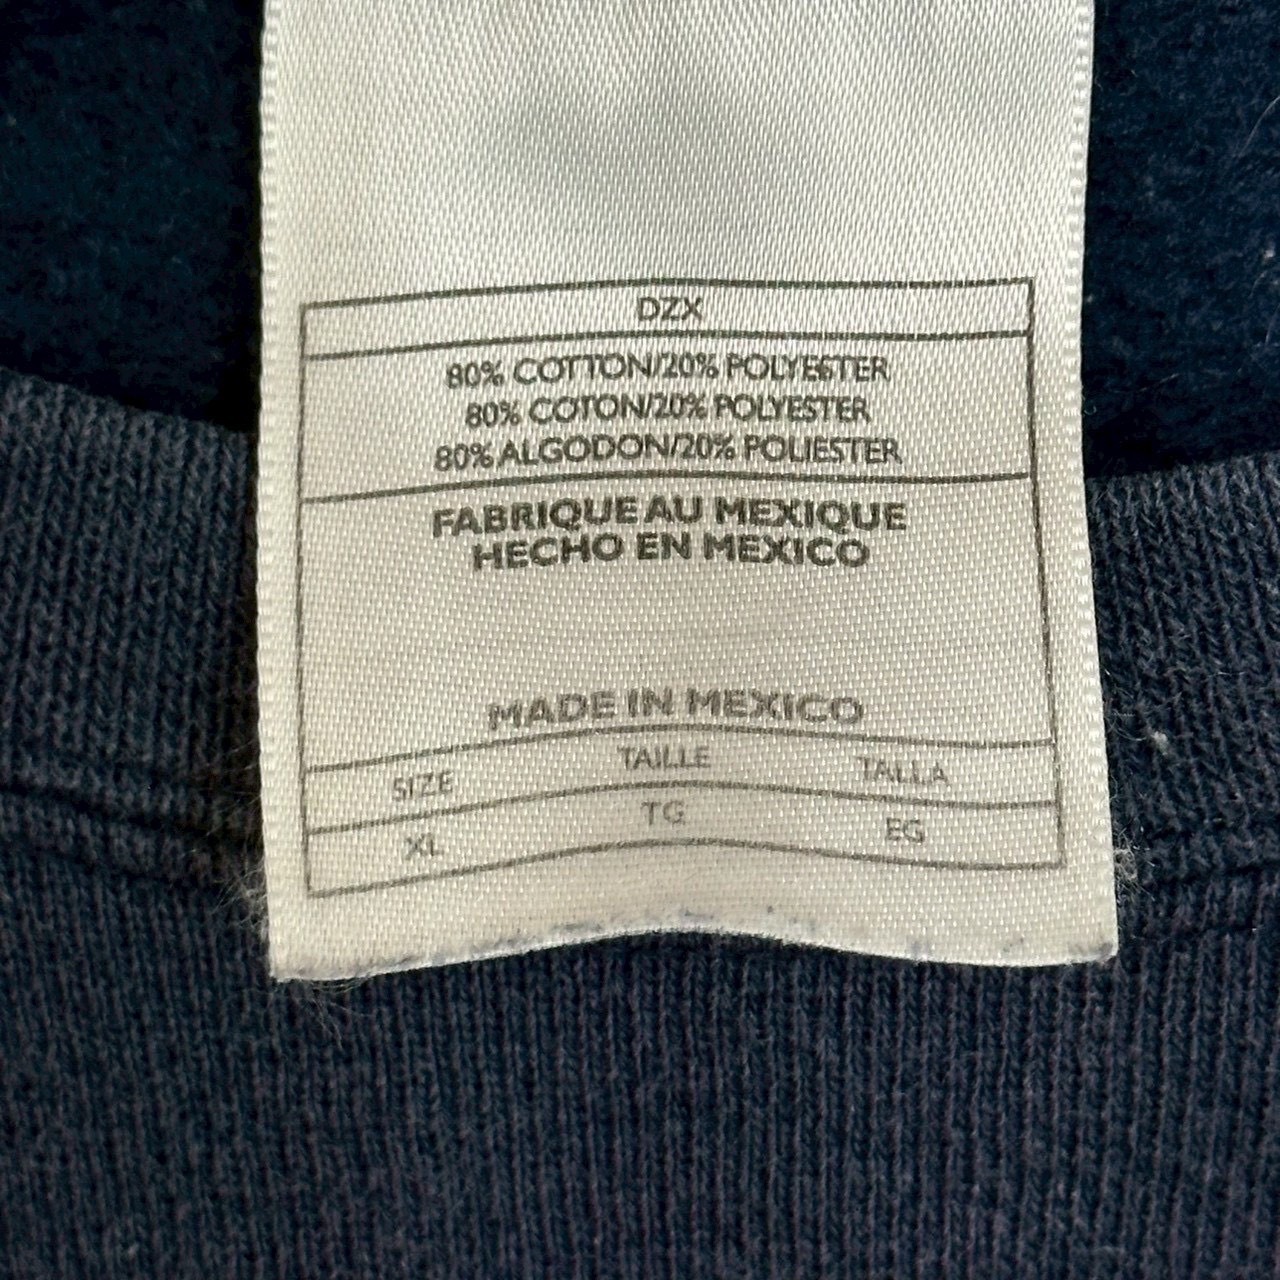 DZX
80% COTTON/20% POLYESTER
80% COTON/20% POLYESTER
80% ALGODON/20% POLIESTER
FABRIQUE AU MEXIQUE
HECHO EN MEXICO
MADE IN MEXICO
SIZE TAILLE TALLA
XL TG EG